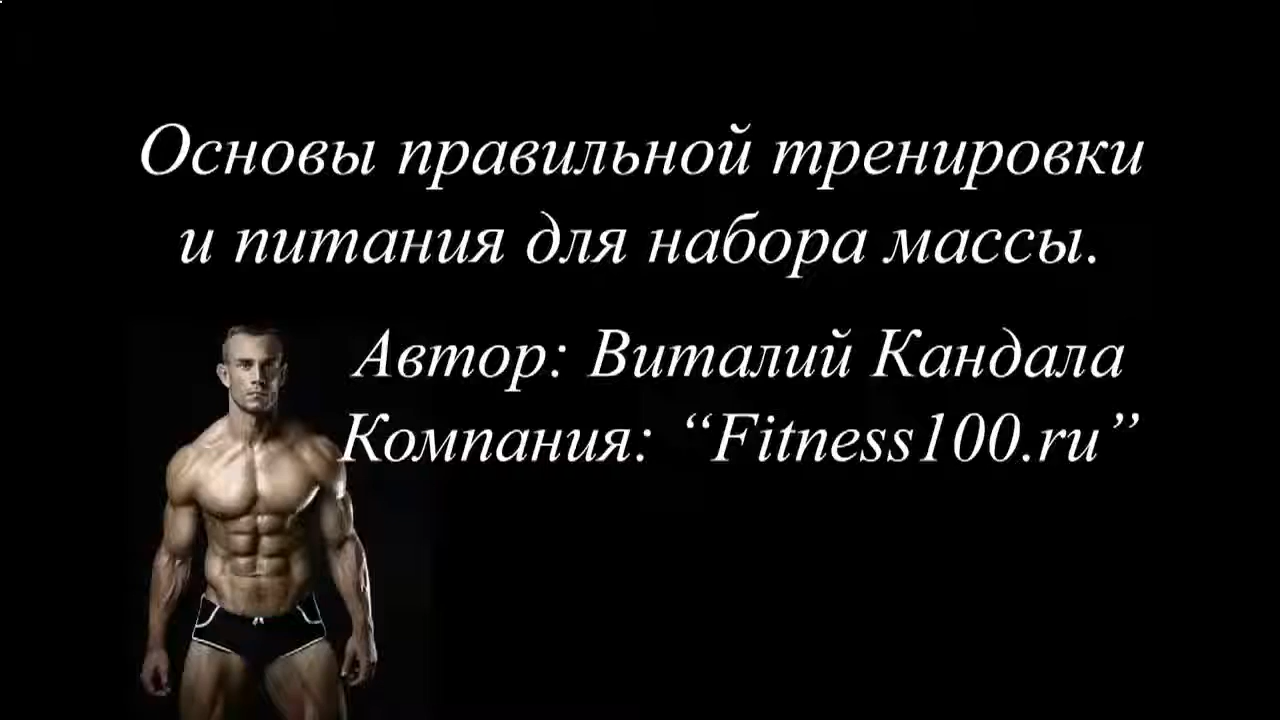 Основы правильной тренировки
и питания для набора массы.
Автор: Виталий Кандала
Компания: “Fitness100.ru”